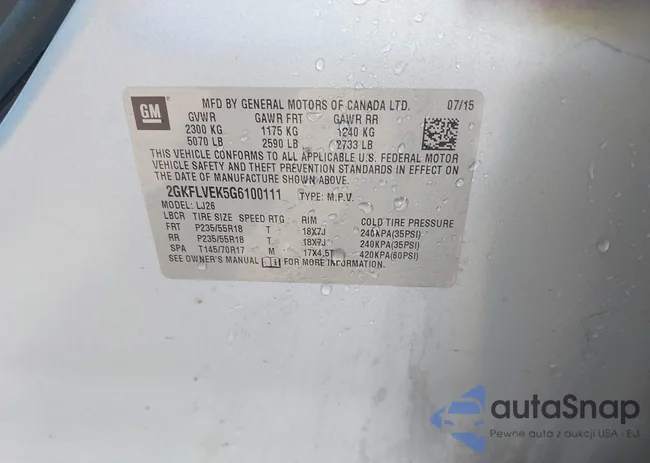 GM
MFD BY GENERAL MOTORS OF CANADA LTD. 07/15
GVWR GAWR FRT GAWR RR
2300 KG 1175 KG 1240 KG
5070 LB 2590 LB 2733 LB
THIS VEHICLE CONFORMS TO ALL APPLICABLE U.S. FEDERAL MOTOR
VEHICLE SAFETY AND THEFT PREVENTION STANDARDS IN EFFECT ON
THE DATE OF MANUFACTURE SHOWN ABOVE.
2GKFLVEK5G6100111 TYPE: M.P.V.
MODEL: LJ26
LBCR TIRE SIZE SPEED RTG RIM COLD TIRE PRESSURE
FRT P235/55R18 T 18X7J 240KPA(35PSI)
RR P235/55R18 T 18X7J 240KPA(35PSI)
SPA T145/70R17 M 17X4.5T 420KPA(60PSI)
SEE OWNER'S MANUAL FOR MORE INFORMATION.
autaSnap
Pewne auta z aukcji USA · EU